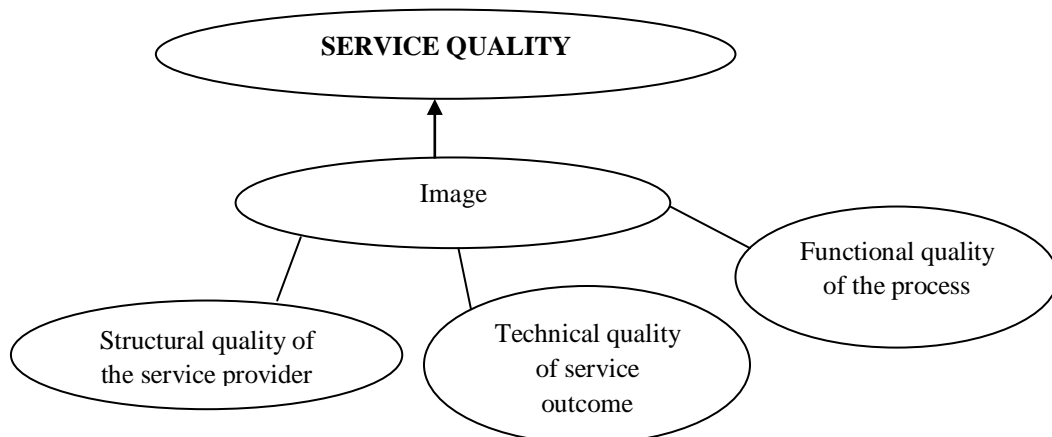 SERVICE QUALITY
Image
Functional quality
of the process
Structural quality of
the service provider
Technical quality
of service
outcome